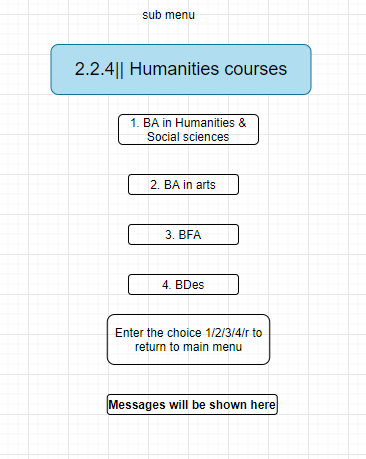 sub menu
2.2.4|| Humanities courses
1. BA in Humanities &
Social sciences
2. BA in arts
3. BFA
4. BDes
Enter the choice 1/2/3/4/r to
return to main menu
Messages will be shown here